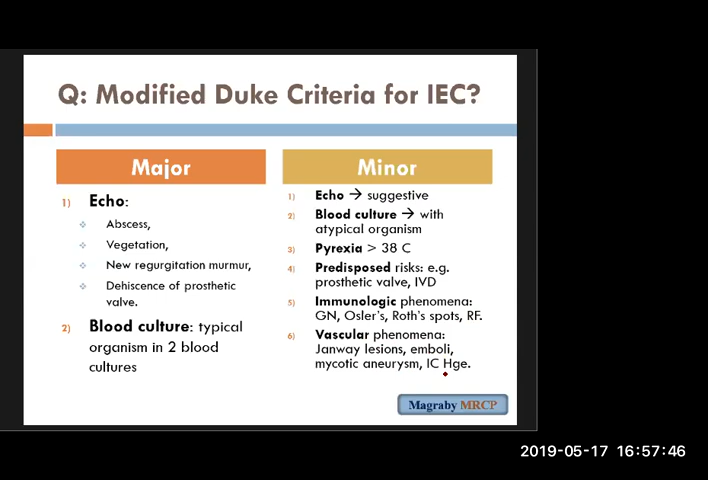 Q: Modified Duke Criteria for IEC?
Major
1) Echo:
Abscess,
Vegetation,
New regurgitation murmur,
Dehiscence of prosthetic
valve.
2) Blood culture: typical
organism in 2 blood
cultures
Minor
1) Echo → suggestive
2) Blood culture → with
atypical organism
3) Pyrexia > 38 C
4) Predisposed risks: e.g.
prosthetic valve, IVD
5) Immunologic phenomena:
GN, Osler's, Roth's spots, RF.
6) Vascular phenomena:
Janway lesions, emboli,
mycotic aneurysm, IC Hge.
Magraby MRCP
2019-05-17 16:57:46